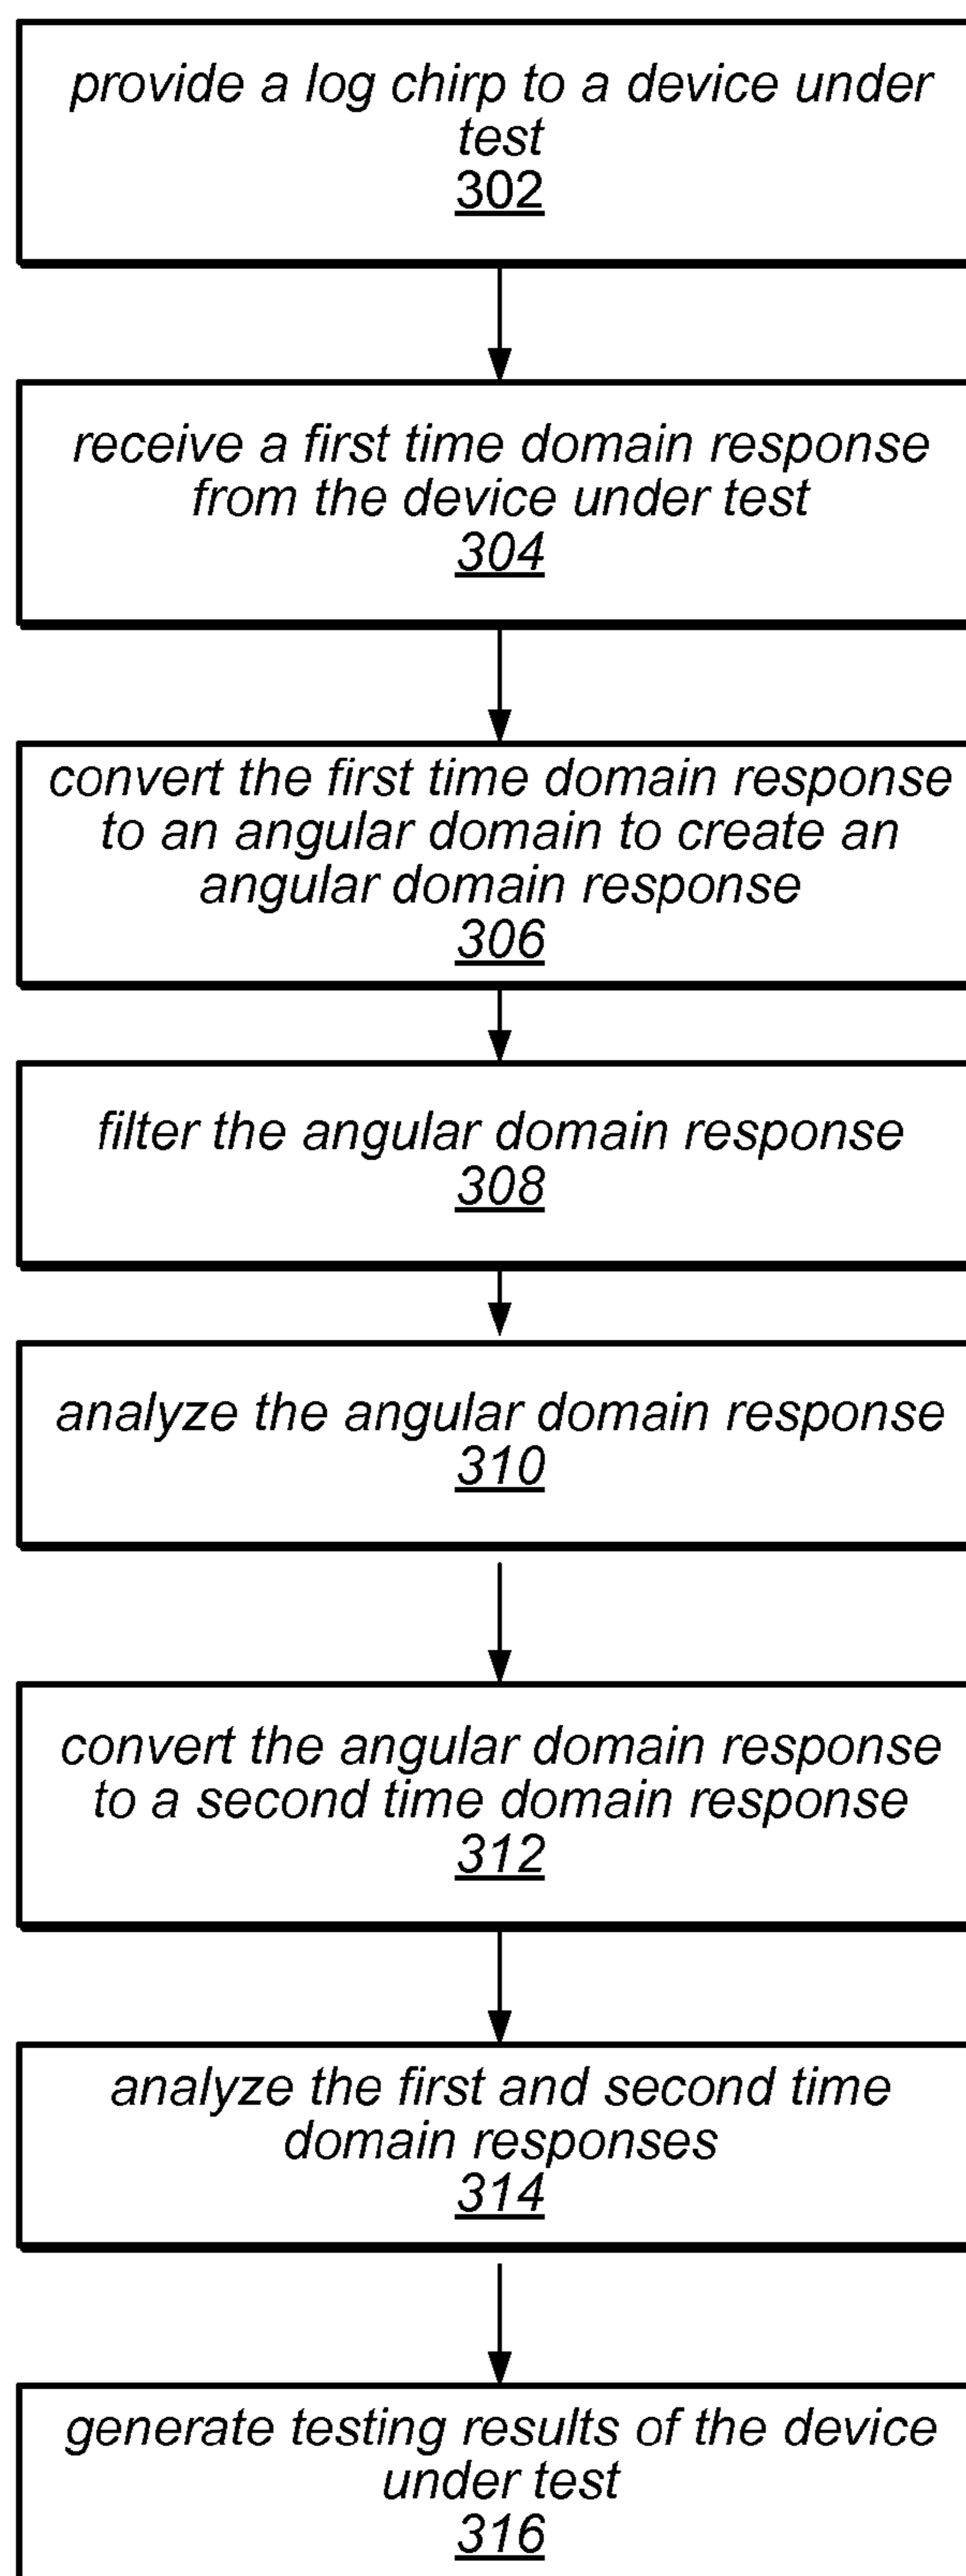 provide a log chirp to a device under
test
302
receive a first time domain response
from the device under test
304
convert the first time domain response
to an angular domain to create an
angular domain response
306
filter the angular domain response
308
analyze the angular domain response
310
convert the angular domain response
to a second time domain response
312
analyze the first and second time
domain responses
314
generate testing results of the device
under test
316